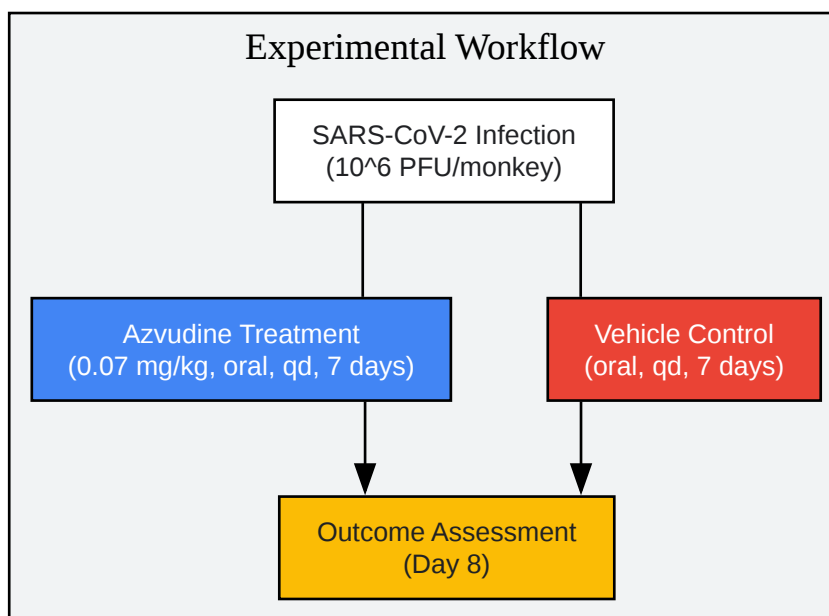 Experimental Workflow
SARS-CoV-2 Infection
(10^6 PFU/monkey)
Azvudine Treatment
(0.07 mg/kg, oral, qd, 7 days)
Vehicle Control
(oral, qd, 7 days)
Outcome Assessment
(Day 8)